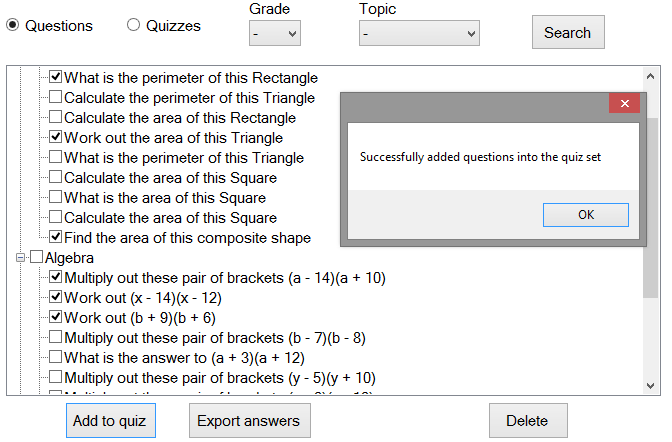 Grade Topic
Questions Quizzes - - Search
What is the perimeter of this Rectangle
Calculate the perimeter of this Triangle
Calculate the area of this Rectangle
Work out the area of this Triangle
What is the perimeter of this Triangle
Calculate the area of this Square
What is the area of this Square
Calculate the area of this Square
Find the area of this composite shape
Successfully added questions into the quiz set
OK
Algebra
Multiply out these pair of brackets (a - 14)(a + 10)
Work out (x - 14)(x - 12)
Work out (b + 9)(b + 6)
Multiply out these pair of brackets (b - 7)(b - 8)
What is the answer to (a + 3)(a + 12)
Multiply out these pair of brackets (y - 5)(y + 10)
Add to quiz Export answers Delete